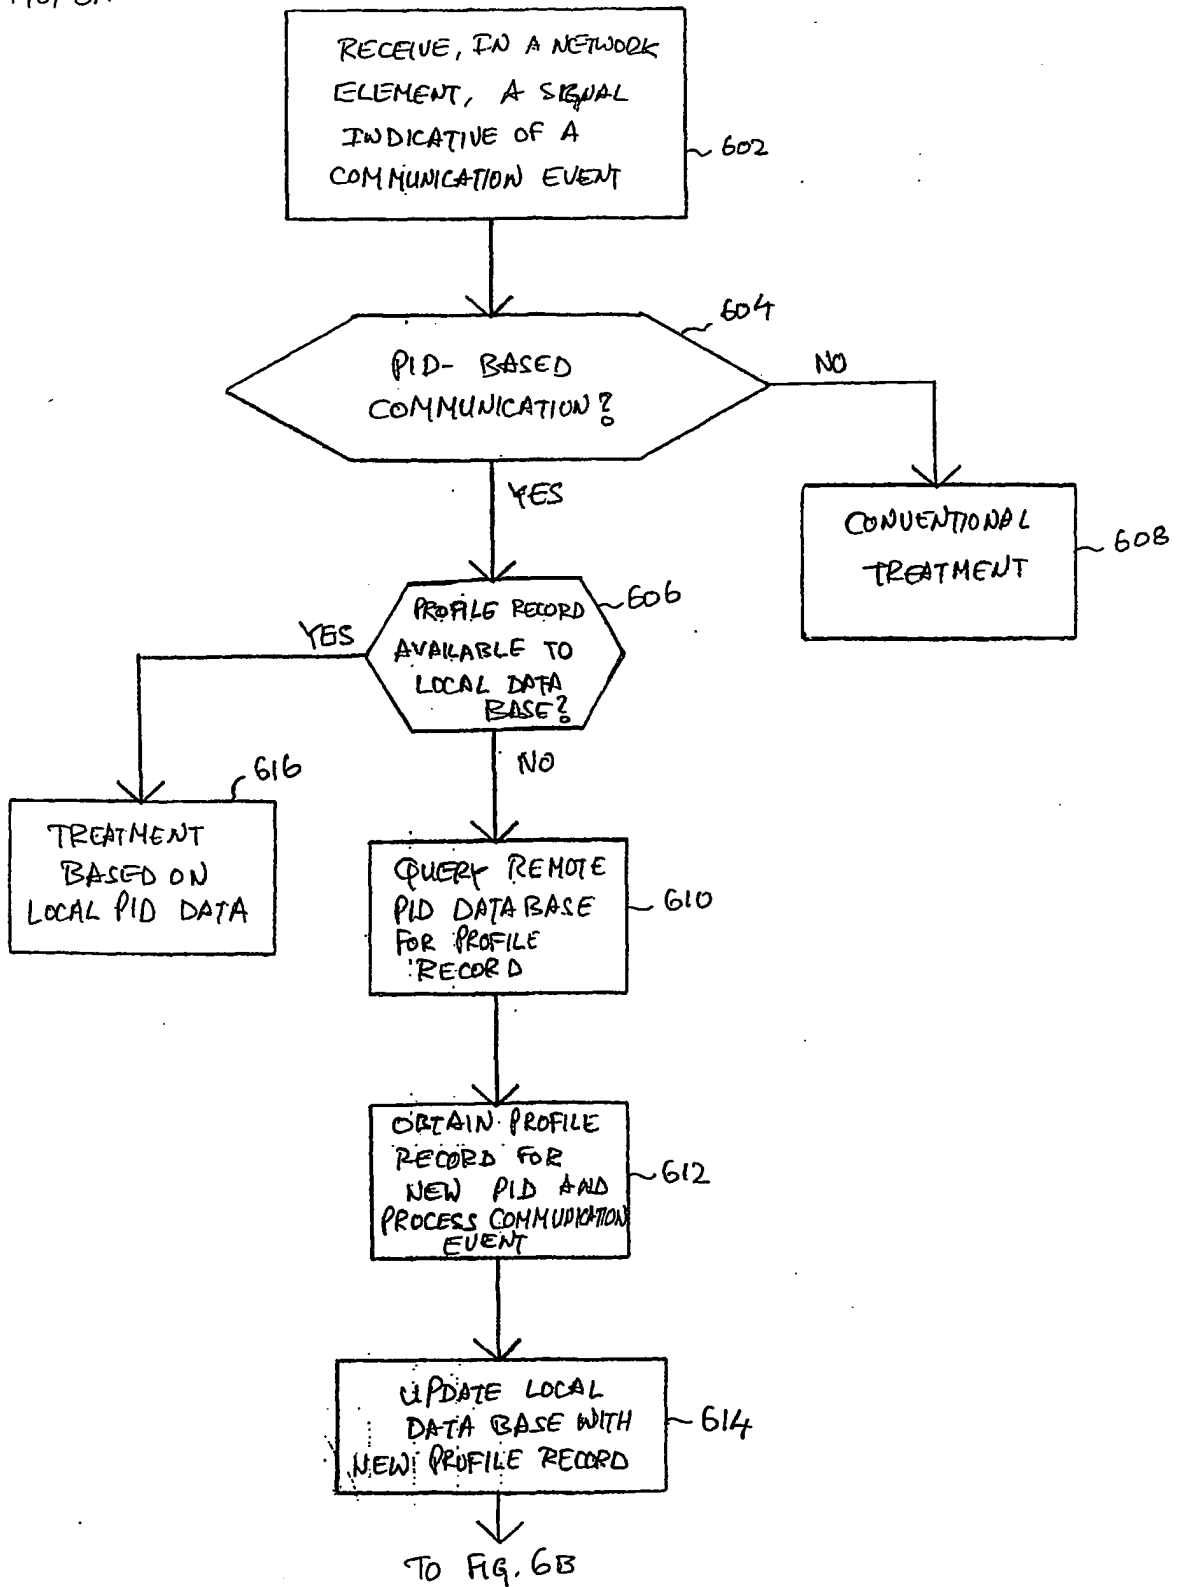 RECEIVE, IN A NETWORK
ELEMENT, A SIGNAL
INDICATIVE OF A
COMMUNICATION EVENT
602
604
PID- BASED
COMMUNICATION?
NO
YES
CONVENTIONAL
TREATMENT
608
PROFILE RECORD
AVAILABLE TO
LOCAL DATA
BASE?
606
YES
NO
616
TREATMENT
BASED ON
LOCAL PID DATA
QUERY REMOTE
PID DATABASE
FOR PROFILE
RECORD
610
OBTAIN PROFILE
RECORD FOR
NEW PID AND
PROCESS COMMUNICATION
EVENT
612
UPDATE LOCAL
DATA BASE WITH
NEW PROFILE RECORD
614
TO FIG. 6B